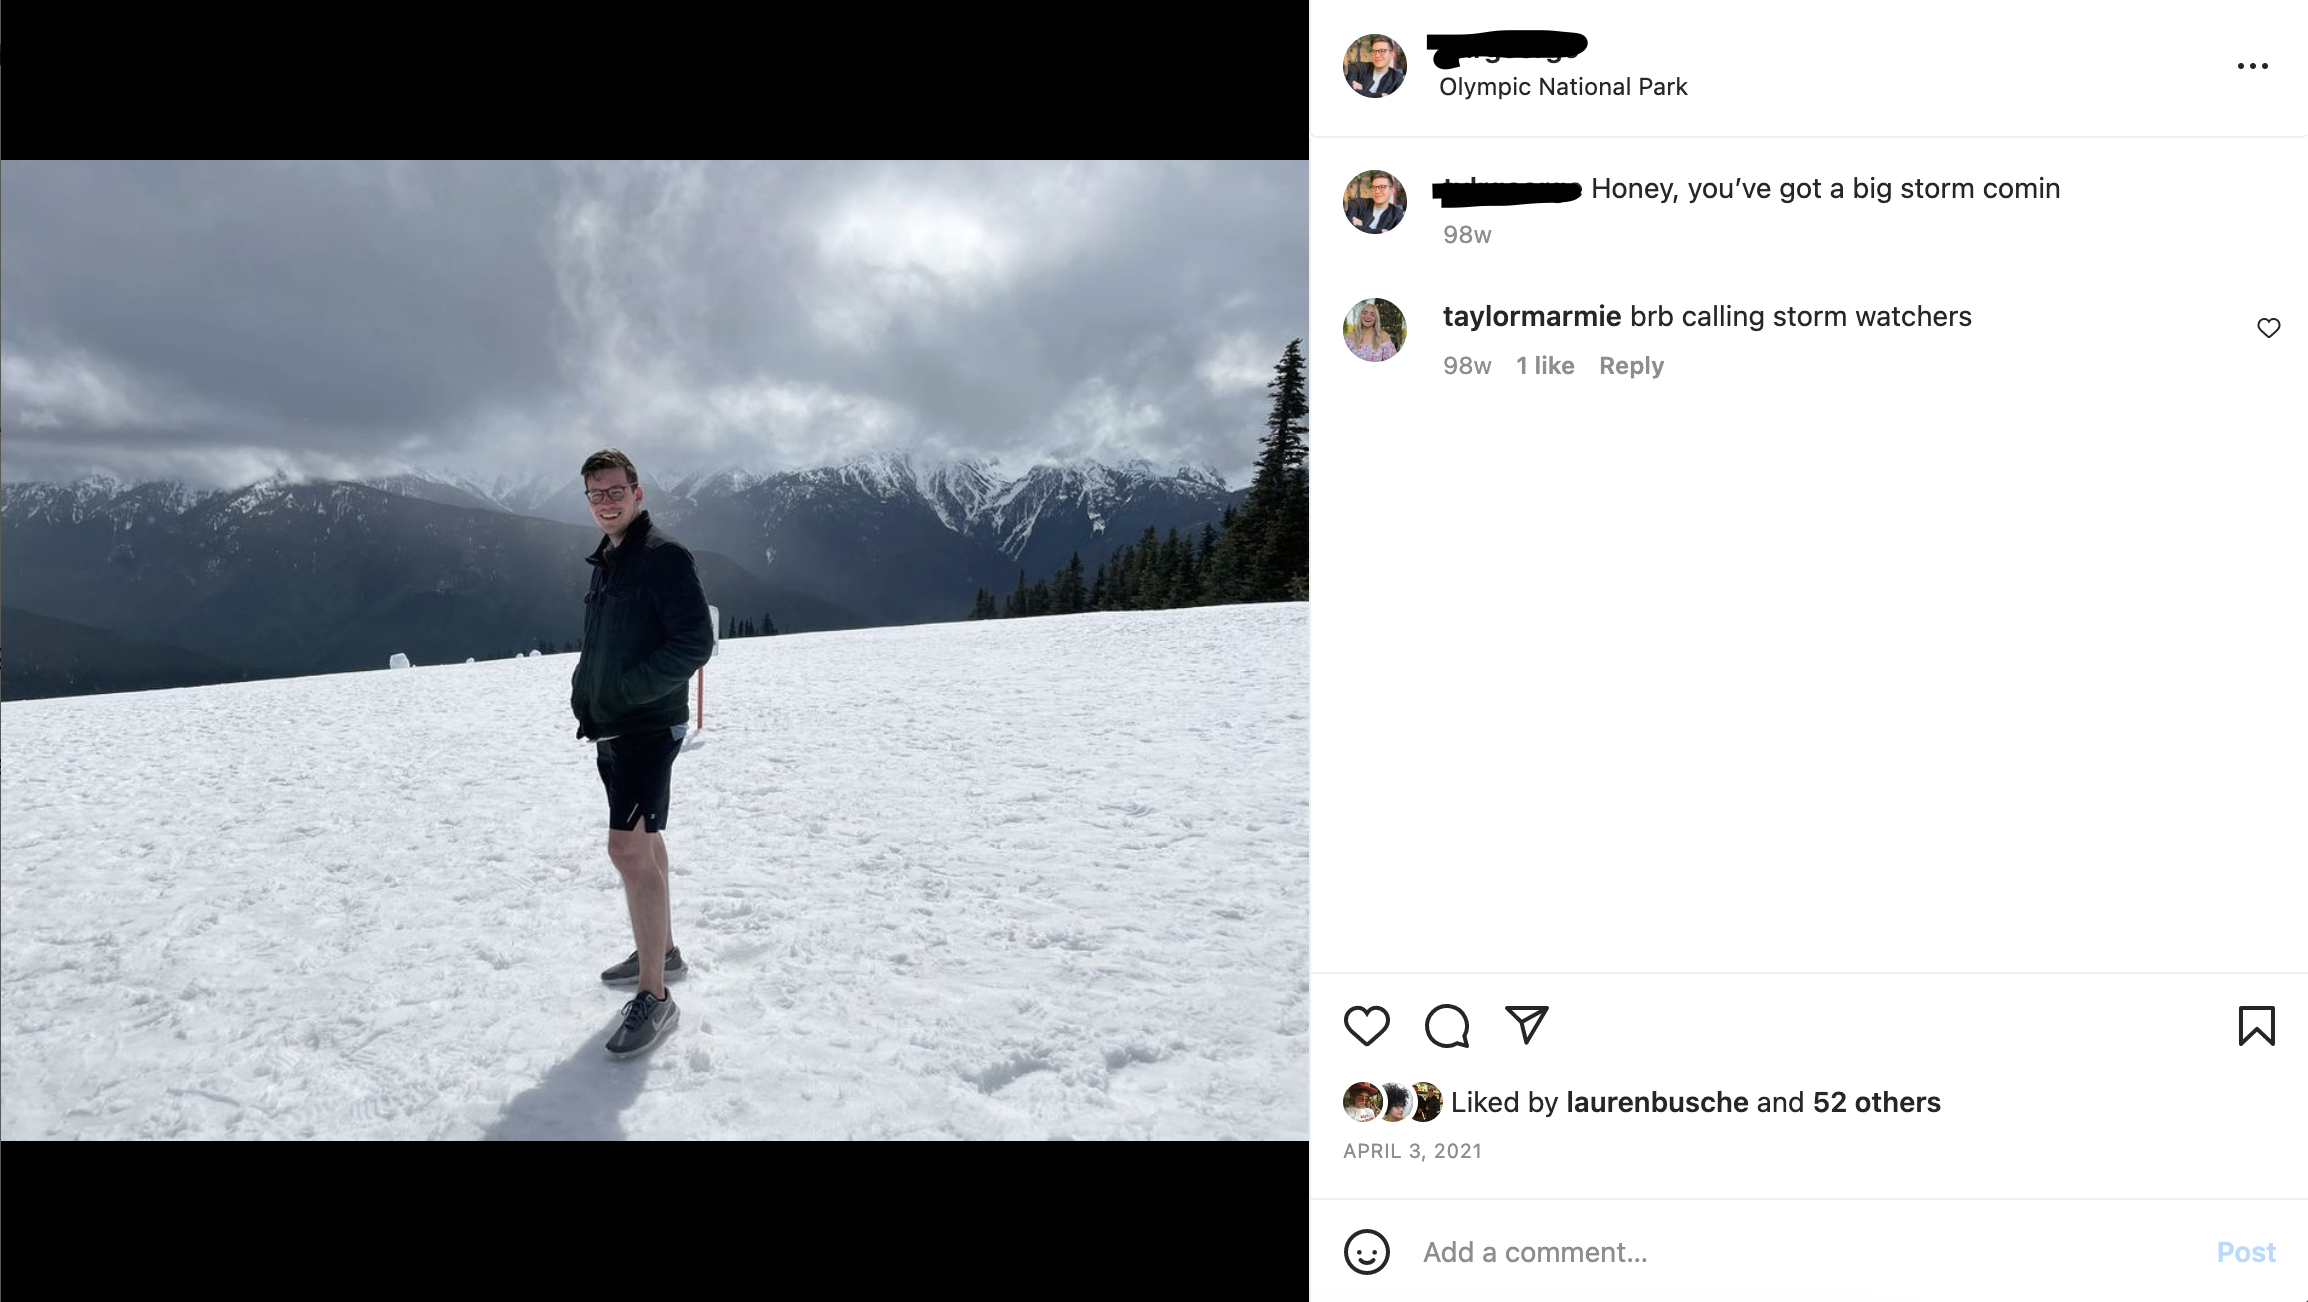 Olympic National Park
Honey, you’ve got a big storm comin
98w
taylormarmie brb calling storm watchers
98w 1 like Reply
Liked by laurenbusche and 52 others
APRIL 3, 2021
Add a comment...
Post